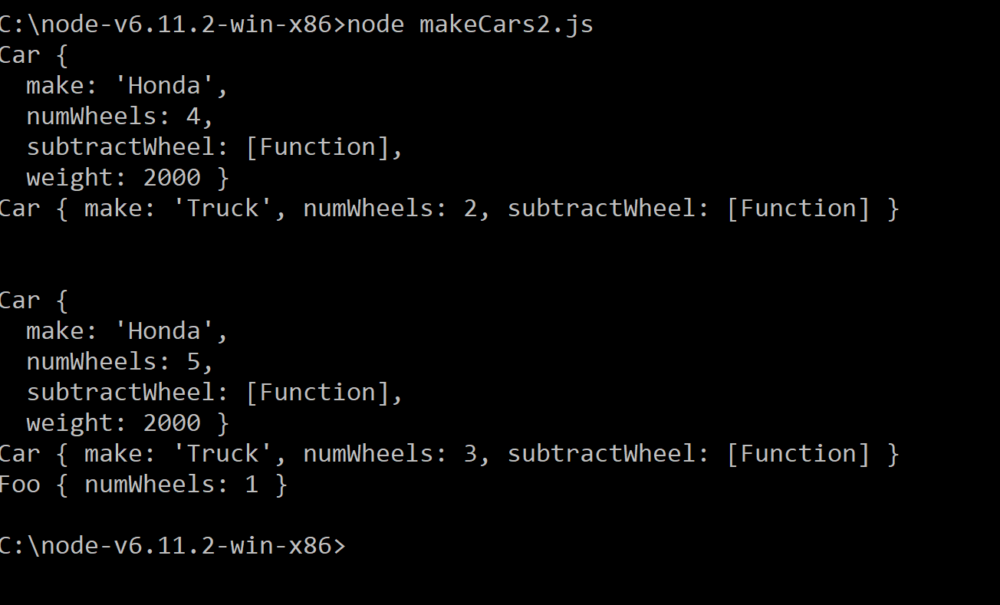 C:\node-v6.11.2-win-x86>node makeCars2.js
Car {
  make: 'Honda',
  numWheels: 4,
  subtractWheel: [Function],
  weight: 2000 }
Car { make: 'Truck', numWheels: 2, subtractWheel: [Function] }
Car {
  make: 'Honda',
  numWheels: 5,
  subtractWheel: [Function],
  weight: 2000 }
Car { make: 'Truck', numWheels: 3, subtractWheel: [Function] }
Foo { numWheels: 1 }
C:\node-v6.11.2-win-x86>